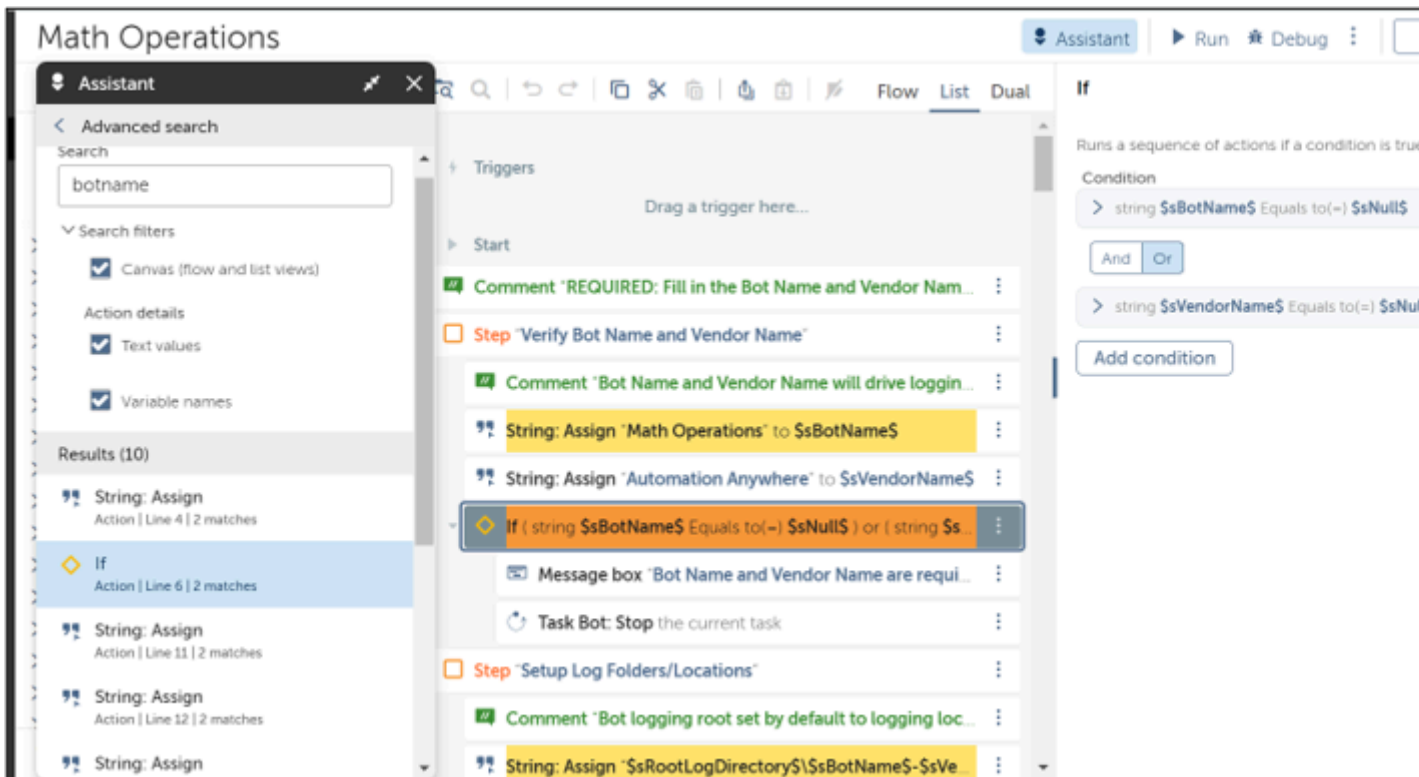 Math Operations
Assistant
Run
Debug
Assistant
Advanced search
Search
botname
Search filters
Canvas (flow and list views)
Action details
Text values
Variable names
Results (10)
String: Assign
Action | Line 4 | 2 matches
If
Action | Line 6 | 2 matches
String: Assign
Action | Line 11 | 2 matches
String: Assign
Action | Line 12 | 2 matches
String: Assign
Flow List Dual
Triggers
Drag a trigger here...
Start
Comment "REQUIRED: Fill in the Bot Name and Vendor Nam...
Step "Verify Bot Name and Vendor Name"
Comment "Bot Name and Vendor Name will drive loggin...
String: Assign "Math Operations" to $sBotName$
String: Assign "Automation Anywhere" to $sVendorName$
If ( string $sBotName$ Equals to(=) $sNull$ ) or ( string $s...
Message box "Bot Name and Vendor Name are requi...
Task Bot: Stop the current task
Step "Setup Log Folders/Locations"
Comment "Bot logging root set by default to logging loc...
String: Assign "$sRootLogDirectory$\$sBotName$-$sVe...
If
Runs a sequence of actions if a condition is true
Condition
string $sBotName$ Equals to(=) $sNull$
And Or
string $sVendorName$ Equals to(=) $sNul
Add condition